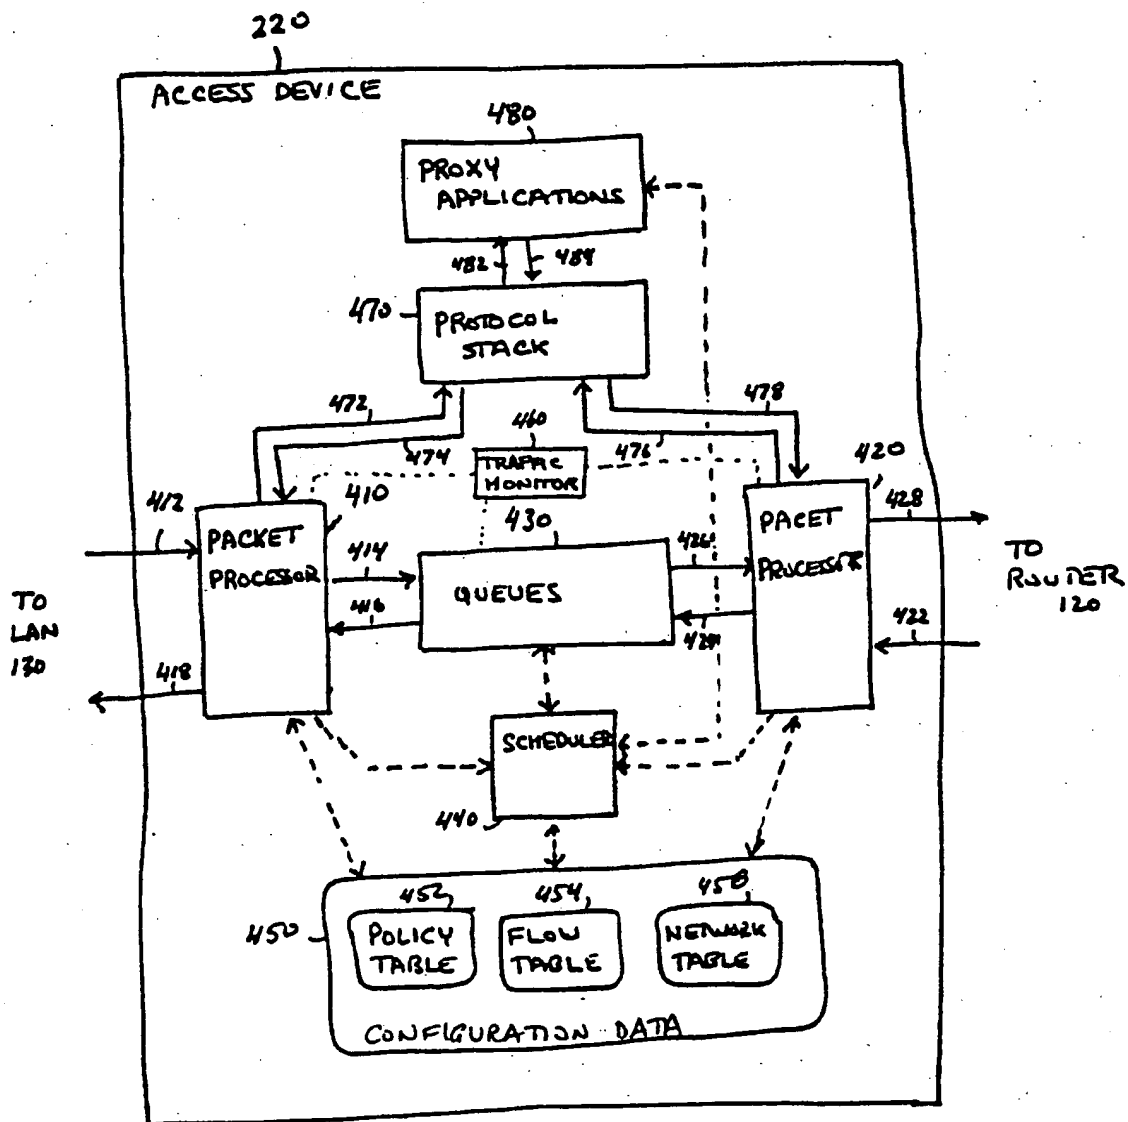 220
ACCESS DEVICE
480
PROXY
APPLICATIONS
482
484
470
PROTOCOL
STACK
472
474
460
476
478
TRAFFIC
MONITOR
412
410
420
428
PACKET
PROCESSOR
430
PACET
PROCESSOR
414
QUEUES
426
TO
ROUTER
120
TO
LAN
130
416
424
422
418
SCHEDULER
440
450
452
454
458
POLICY
TABLE
FLOW
TABLE
NETWORK
TABLE
CONFIGURATION DATA